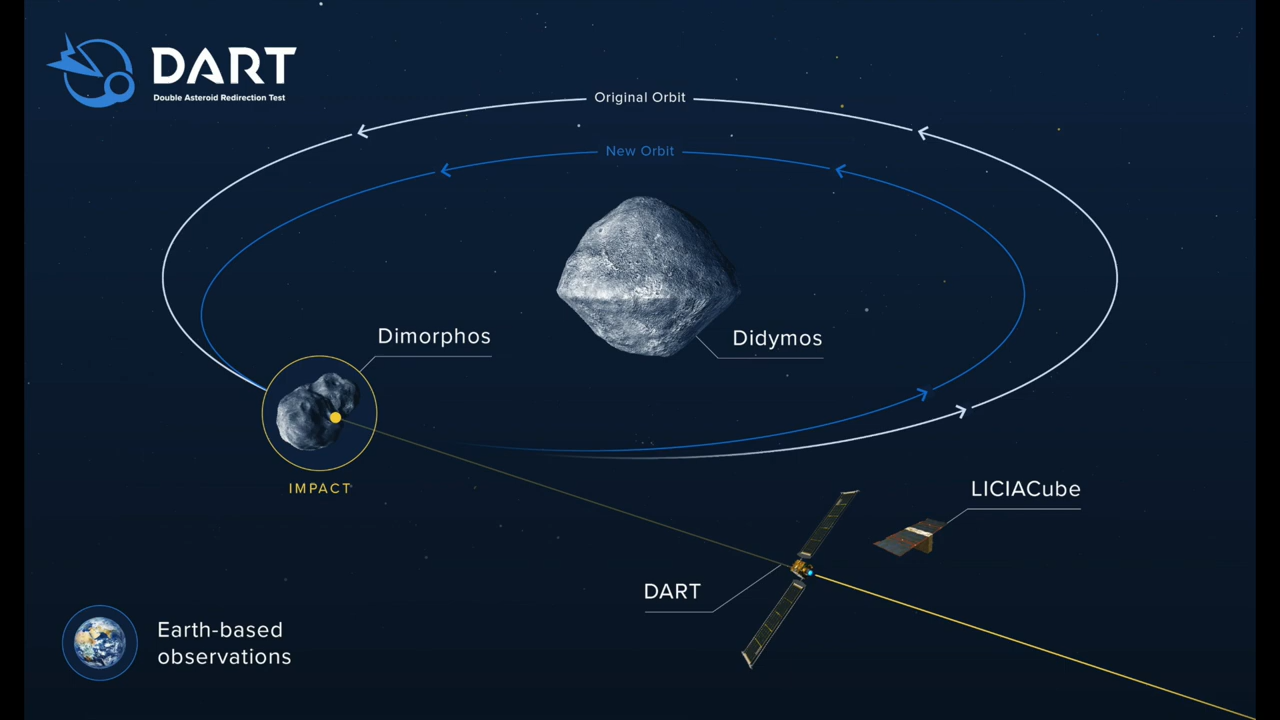 DART
Double Asteroid Redirection Test
Original Orbit
New Orbit
Dimorphos
Didymos
IMPACT
LICIACube
DART
Earth-based
observations